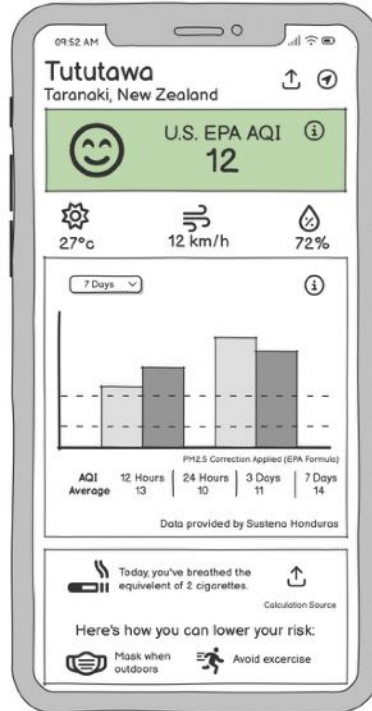 09:52 AM
Tututawa
Taranaki, New Zealand
U.S. EPA AQI
12
27°c
12 km/h
72%
7 Days
PM2.5 Correction Applied (EPA Formula)
AQI Average
12 Hours 24 Hours 3 Days 7 Days
13 10 11 14
Data provided by Sustena Honduras
Today, you've breathed the
equivelent of 2 cigarettes.
Calculation Source
Here's how you can lower your risk:
Mask when
outdoors
Avoid excercise